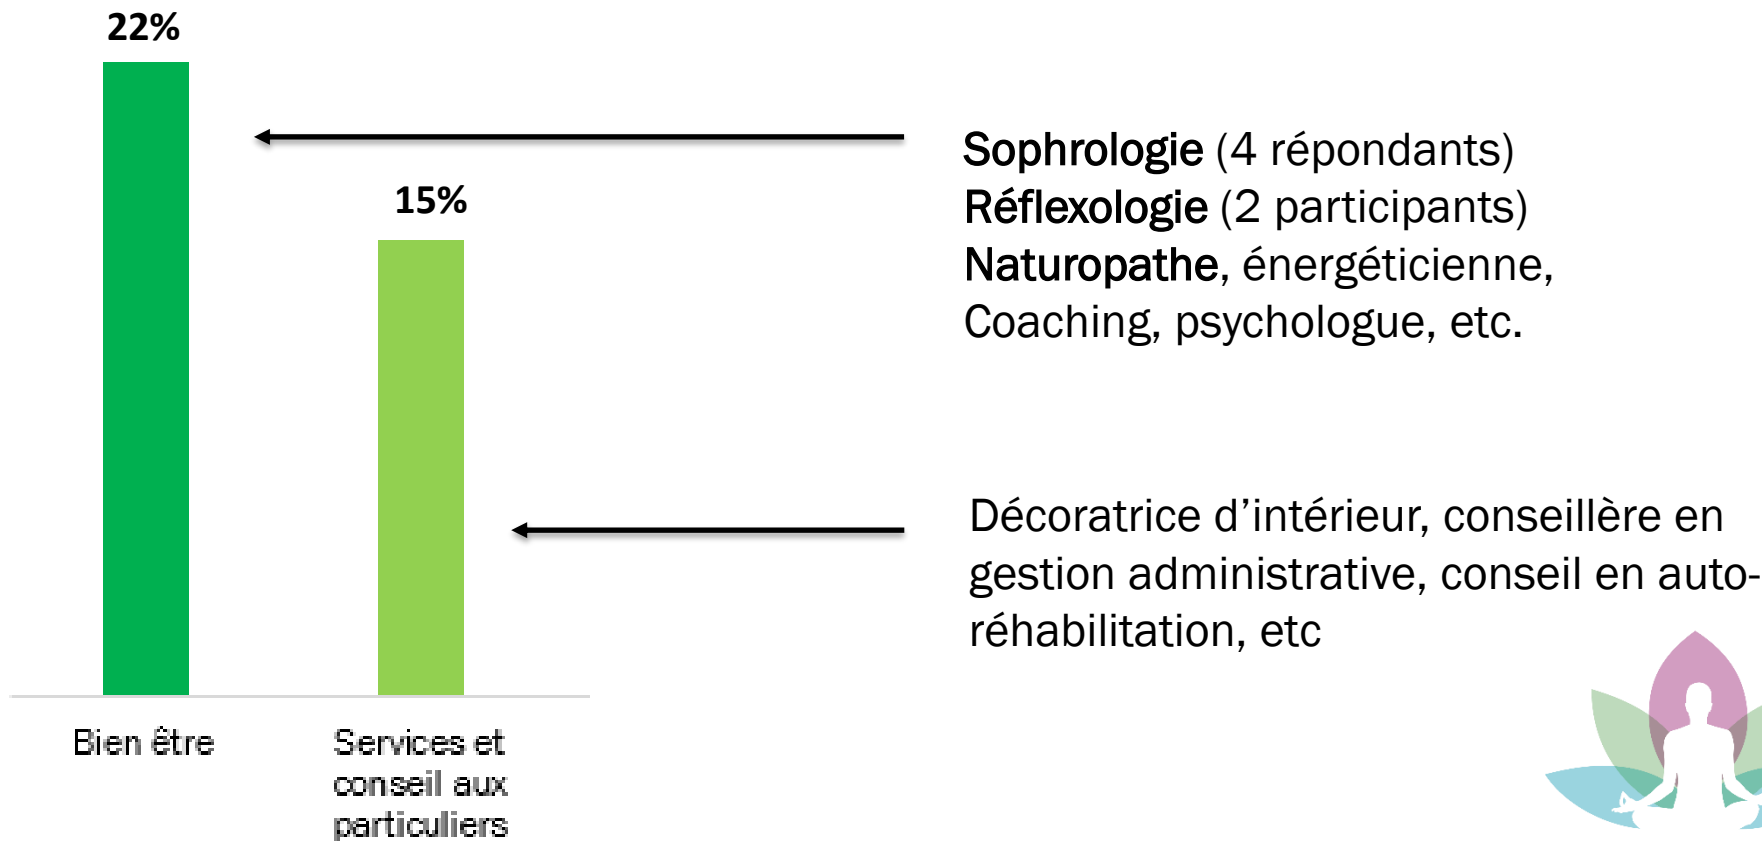 22%
15%
Sophrologie (4 répondants)
Réflexologie (2 participants)
Naturopathe, énergéticienne,
Coaching, psychologue, etc.
Décoratrice d’intérieur, conseillère en
gestion administrative, conseil en auto-
réhabilitation, etc
Bien être
Services et
conseil aux
particuliers